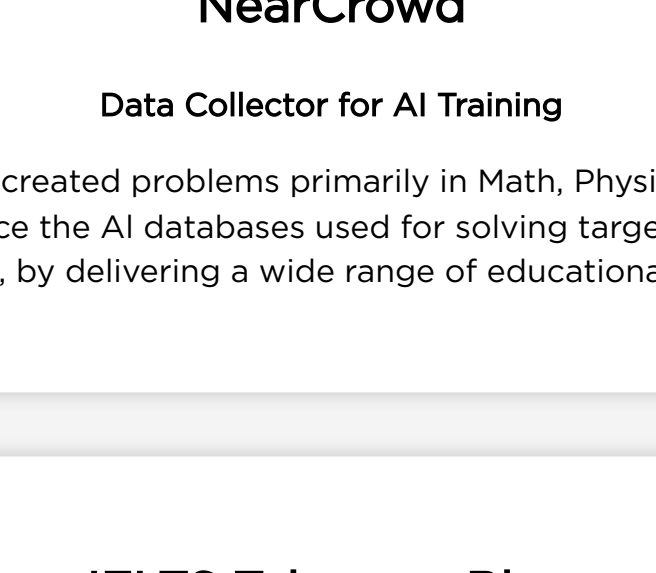 NearCrowd
Data Collector for AI Training
created problems primarily in Math, Physi
ce the AI databases used for solving targe
, by delivering a wide range of educationa